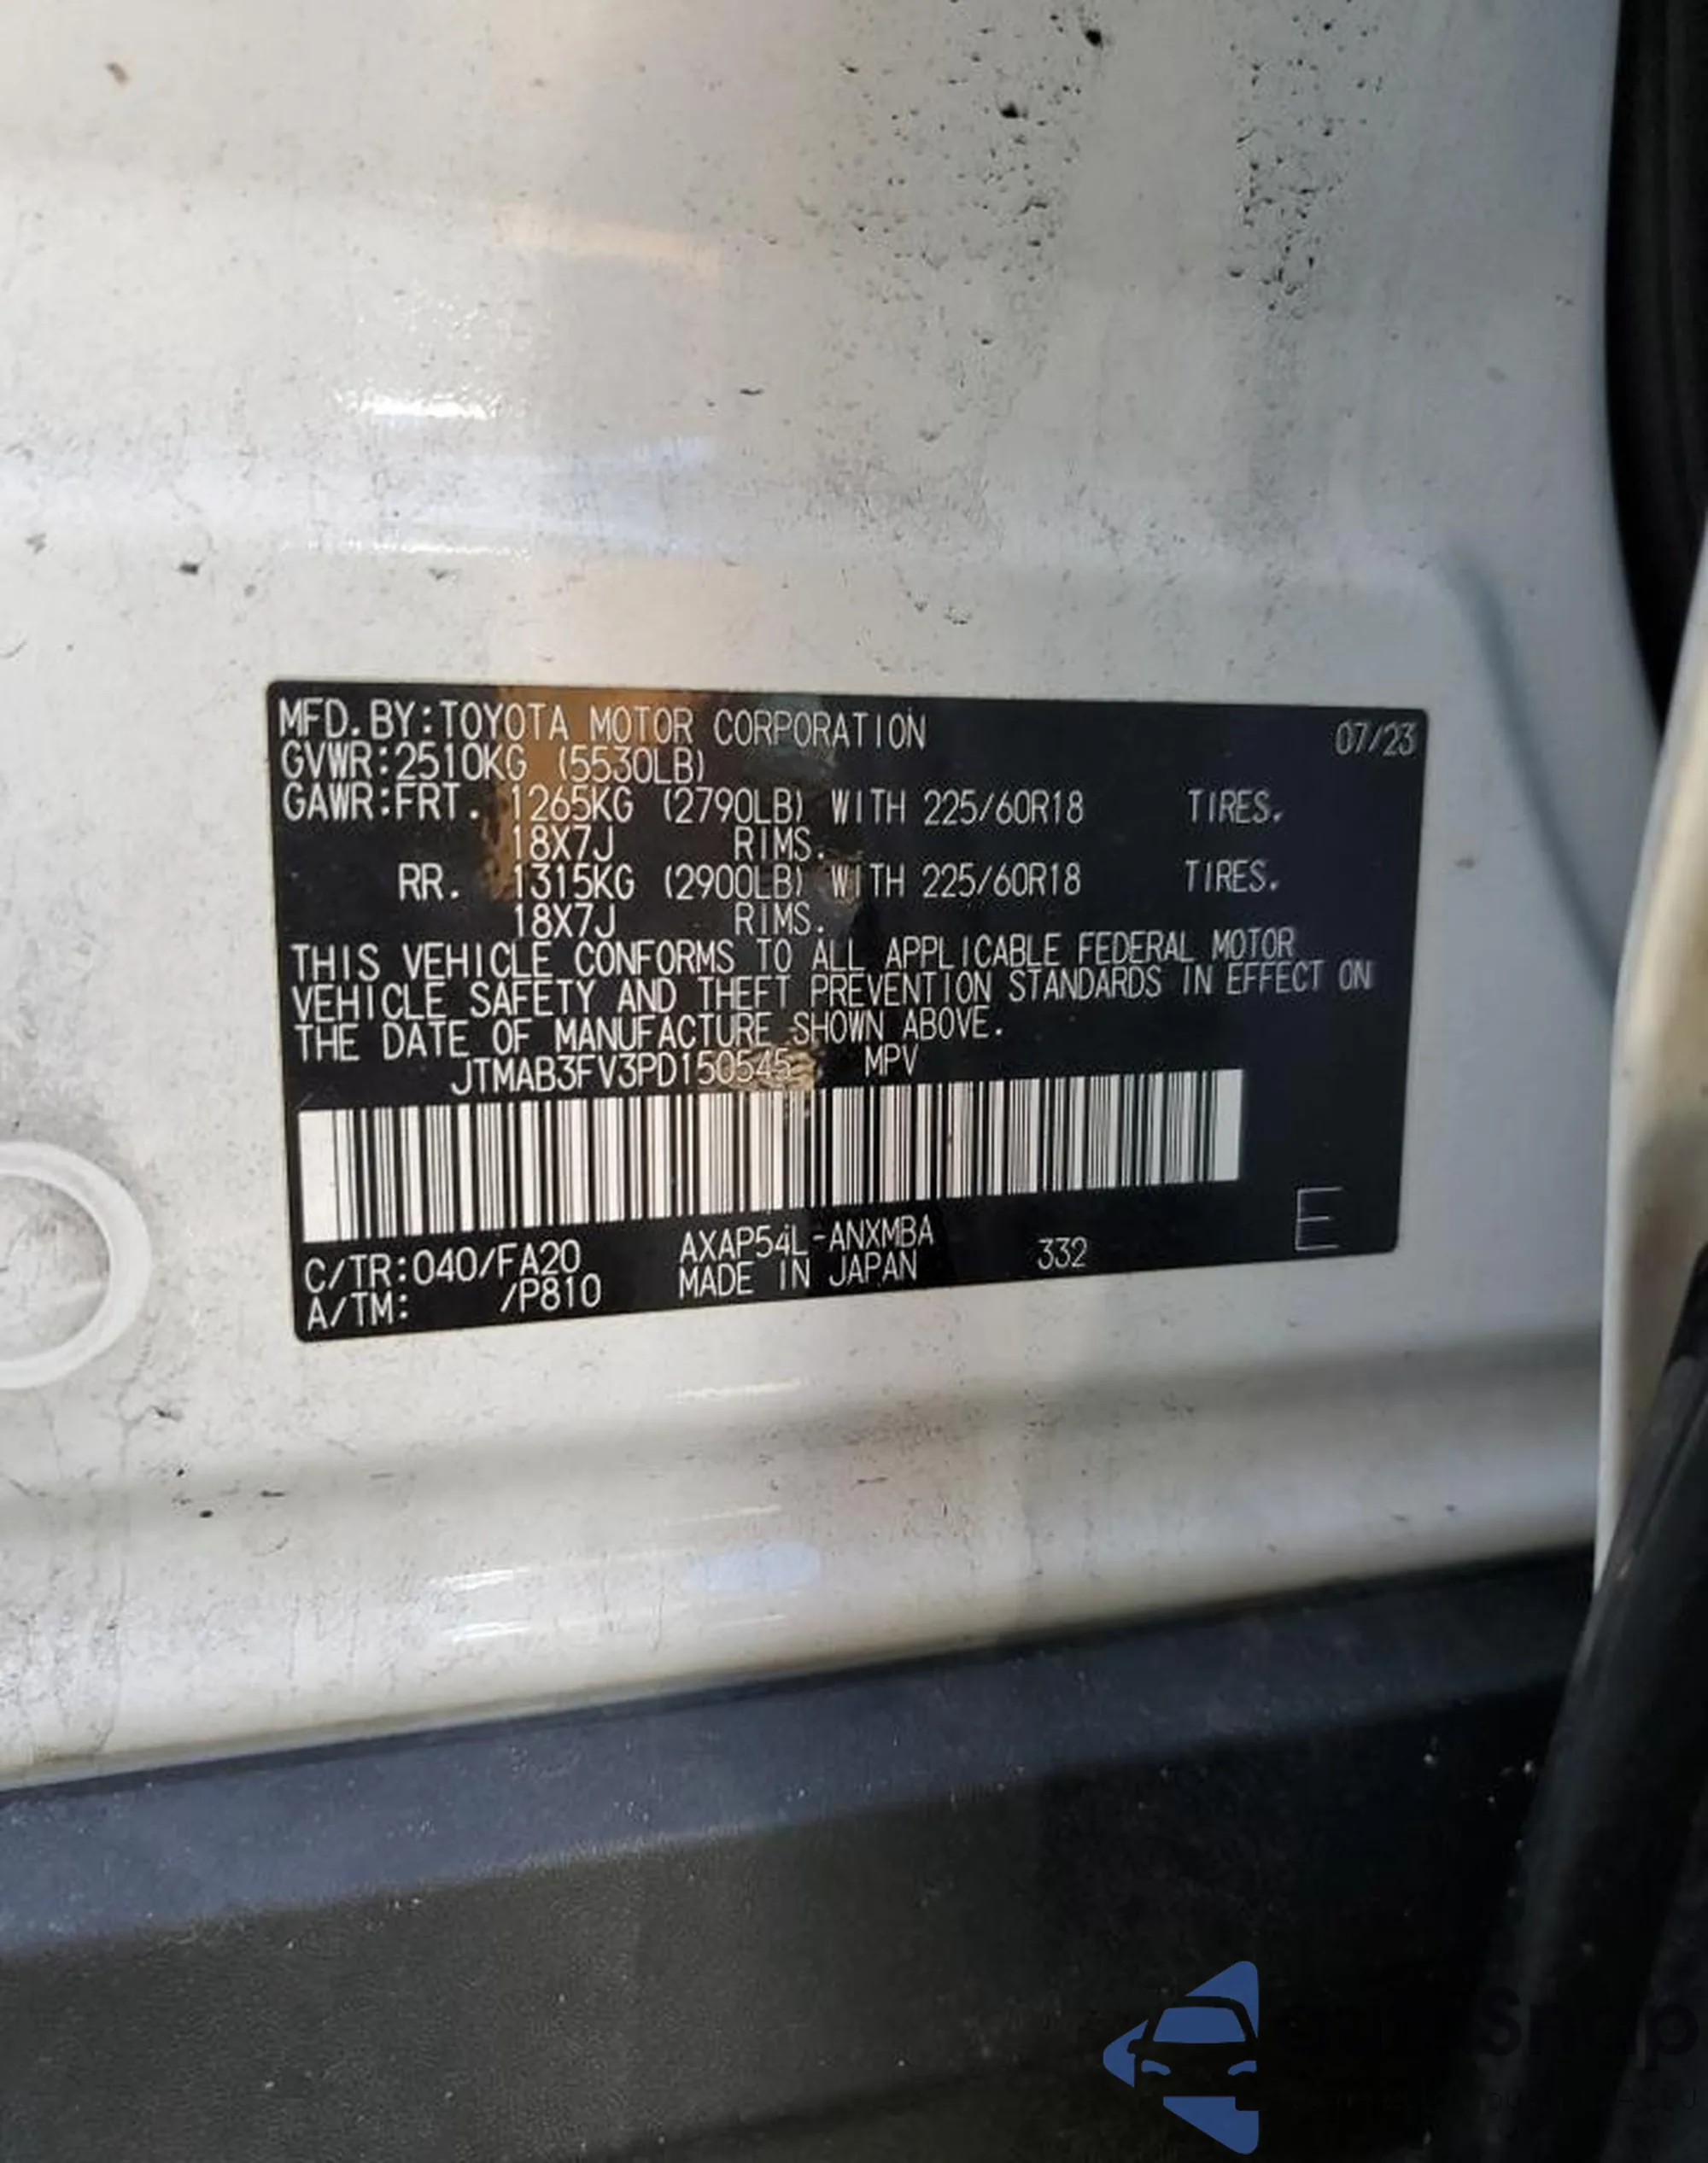 MFD.BY:TOYOTA MOTOR CORPORATION 07/23
GVWR:2510KG (5530LB)
GAWR:FRT. 1265KG (2790LB) WITH 225/60R18 TIRES.
18X7J RIMS.
RR. 1315KG (2900LB) WITH 225/60R18 TIRES.
18X7J RIMS.
THIS VEHICLE CONFORMS TO ALL APPLICABLE FEDERAL MOTOR
VEHICLE SAFETY AND THEFT PREVENTION STANDARDS IN EFFECT ON
THE DATE OF MANUFACTURE SHOWN ABOVE.
JTMAB3FV3PD150545 MPV
C/TR:040/FA20 AXAP54L-ANXMBA 332 E
A/TM: /P810 MADE IN JAPAN